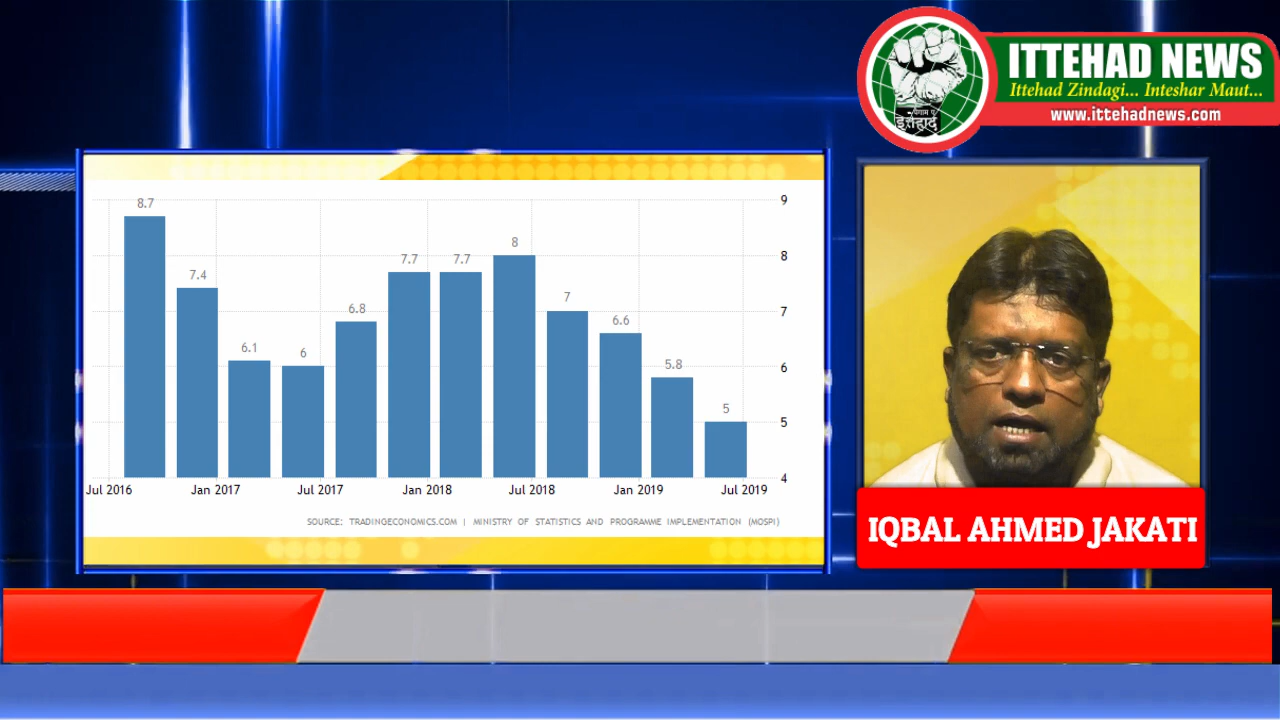 ITTEHAD NEWS
Ittehad Zindagi... Inteshar Maut...
www.ittehadnews.com
पैग़ाम ए
इत्तेहाद
8.7
7.4
6.1
6
6.8
7.7
7.7
8
7
6.6
5.8
5
9
8
7
6
5
4
Jul 2016
Jan 2017
Jul 2017
Jan 2018
Jul 2018
Jan 2019
Jul 2019
SOURCE: TRADINGECONOMICS.COM | MINISTRY OF STATISTICS AND PROGRAMME IMPLEMENTATION (MOSPI)
IQBAL AHMED JAKATI